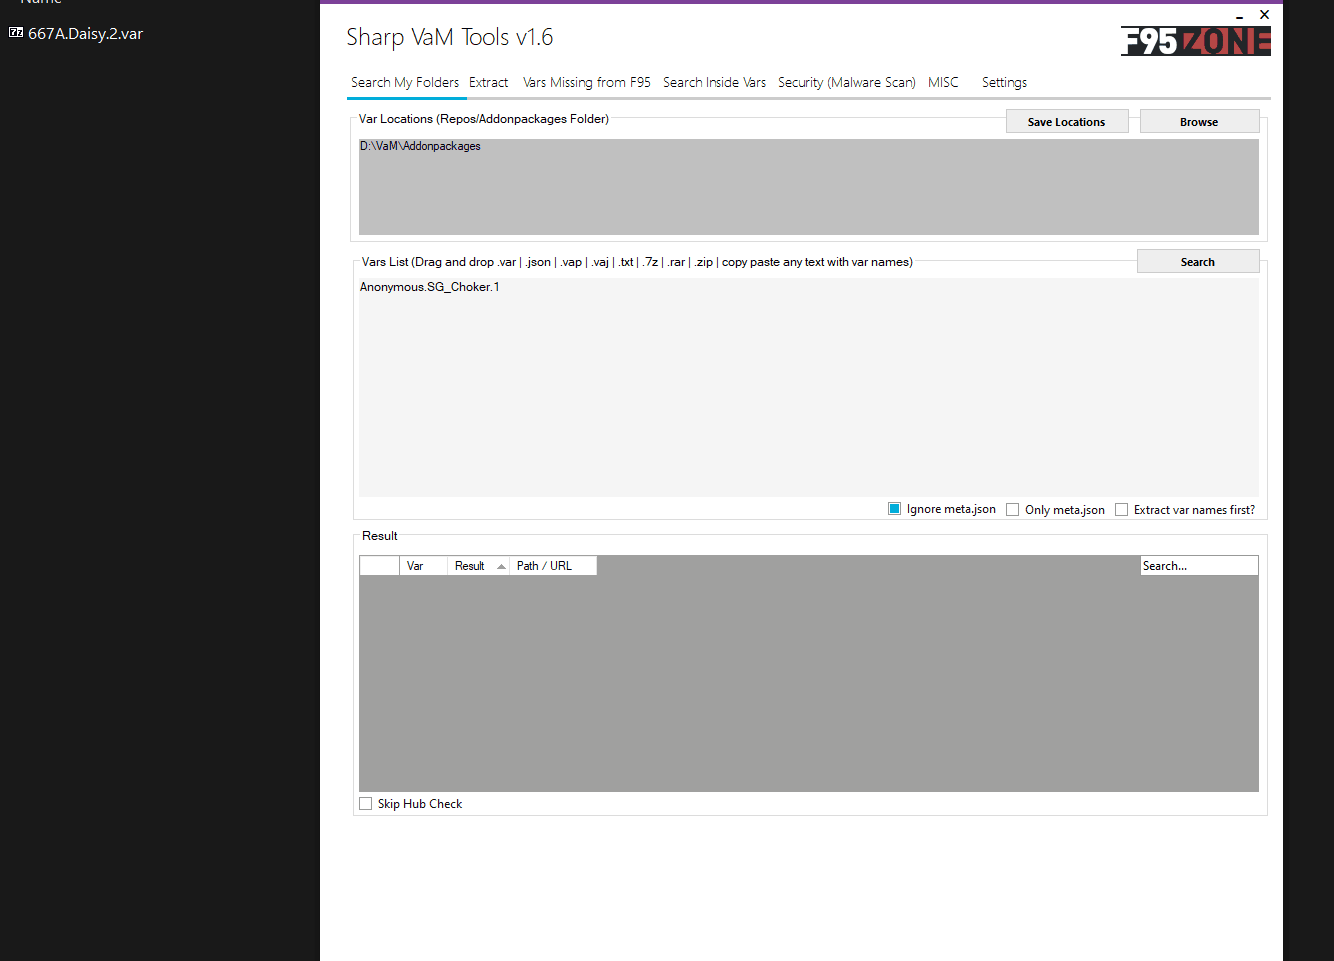 Name
667A.Daisy.2.var
Sharp VaM Tools v1.6
F95 ZONE
Search My Folders Extract Vars Missing from F95 Search Inside Vars Security (Malware Scan) MISC Settings
Var Locations (Repos/Addonpackages Folder)
Save Locations Browse
D:\VaM\Addonpackages
Vars List (Drag and drop .var | .json | .vap | .vaj | .txt | .7z | .rar | .zip | copy paste any text with var names)
Search
Anonymous.SG_Choker.1
Ignore meta.json Only meta.json Extract var names first?
Result
Var Result Path / URL Search...
Skip Hub Check